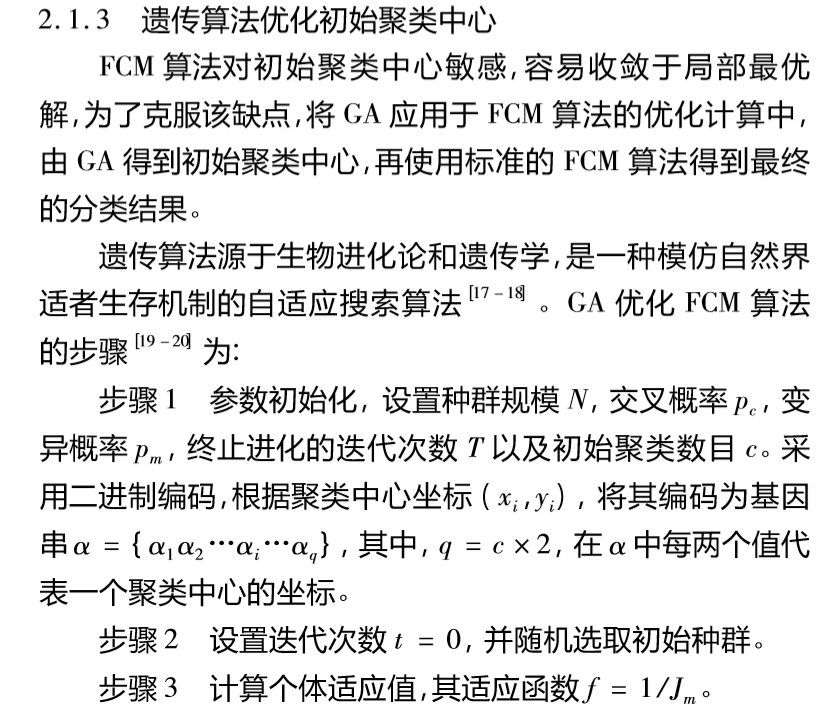 2.1.3 遗传算法优化初始聚类中心
FCM 算法对初始聚类中心敏感,容易收敛于局部最优
解,为了克服该缺点,将 GA 应用于 FCM 算法的优化计算中,
由 GA 得到初始聚类中心,再使用标准的 FCM 算法得到最终
的分类结果。
遗传算法源于生物进化论和遗传学,是一种模仿自然界
适者生存机制的自适应搜索算法[17-18]。GA 优化 FCM 算法
的步骤[19-20]为:
步骤1 参数初始化, 设置种群规模 N, 交叉概率 p_c, 变
异概率 p_m, 终止进化的迭代次数 T 以及初始聚类数目 c。采
用二进制编码,根据聚类中心坐标 (x_i,y_i), 将其编码为基因
串 α = {α_1α_2…α_i…α_q}, 其中, q = c × 2, 在 α 中每两个值代
表一个聚类中心的坐标。
步骤2 设置迭代次数 t = 0, 并随机选取初始种群。
步骤3 计算个体适应值,其适应函数 f = 1/J_m。